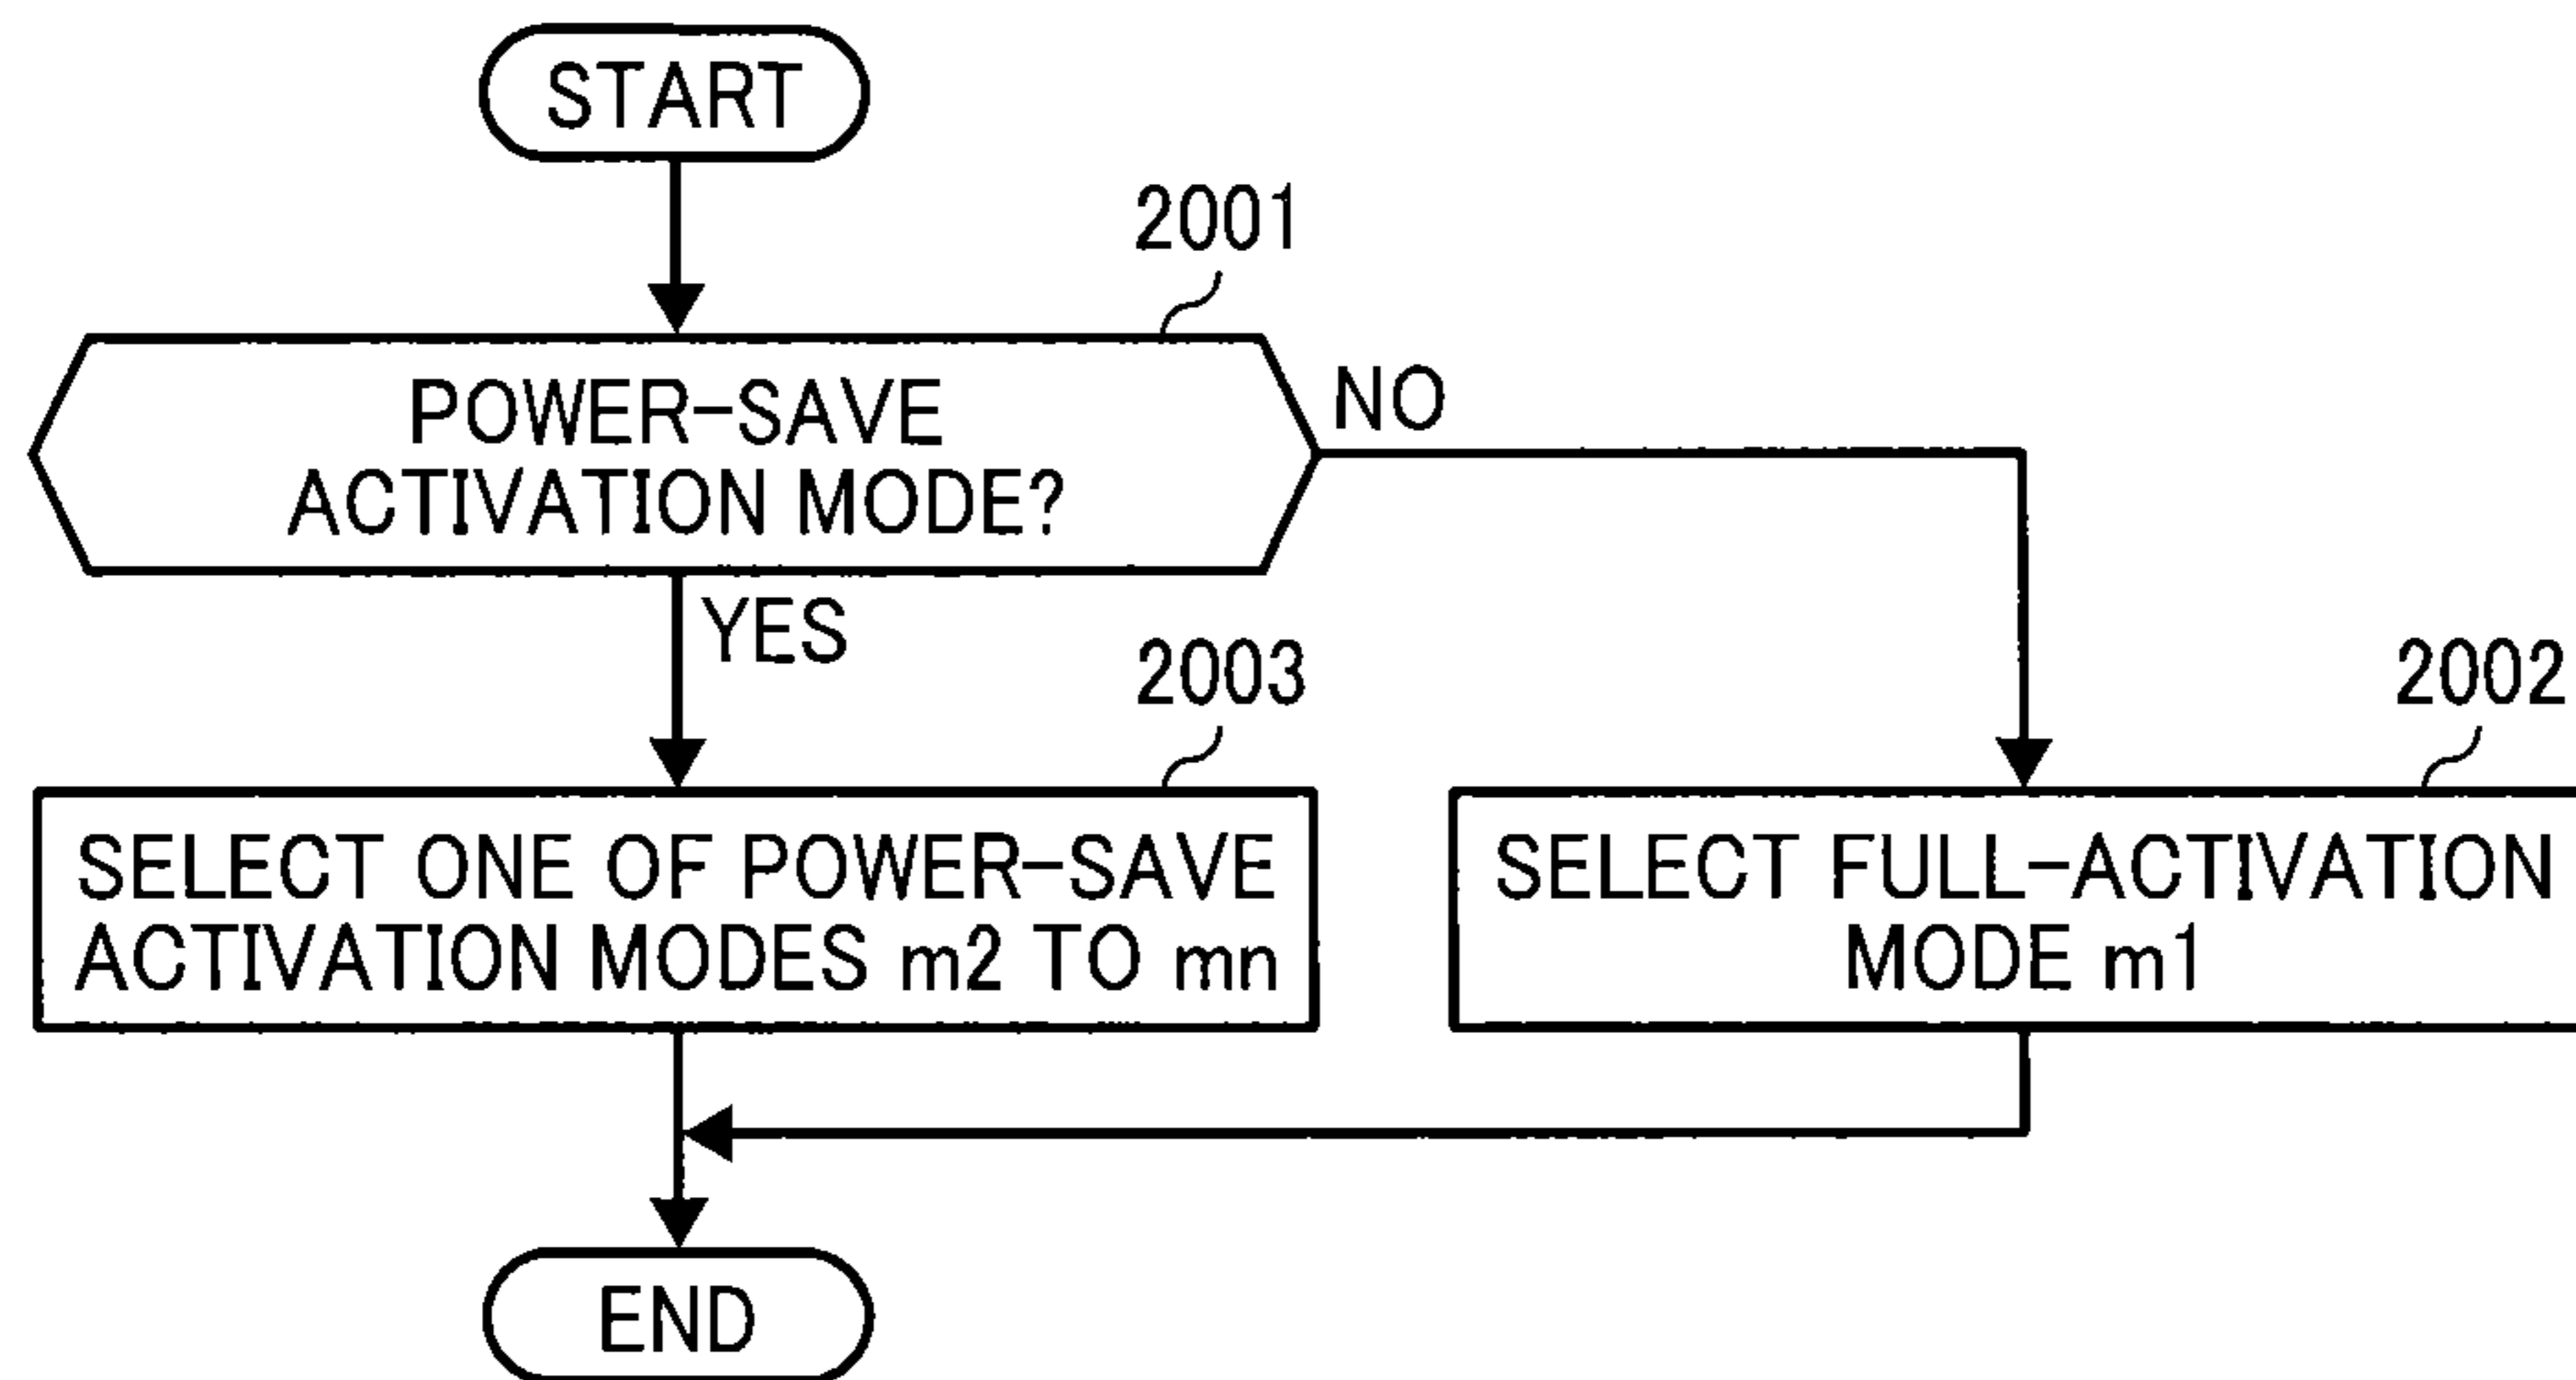 START
2001
POWER-SAVE
ACTIVATION MODE?
NO
YES
2003
2002
SELECT ONE OF POWER-SAVE
ACTIVATION MODES m2 TO mn
SELECT FULL-ACTIVATION
MODE m1
END